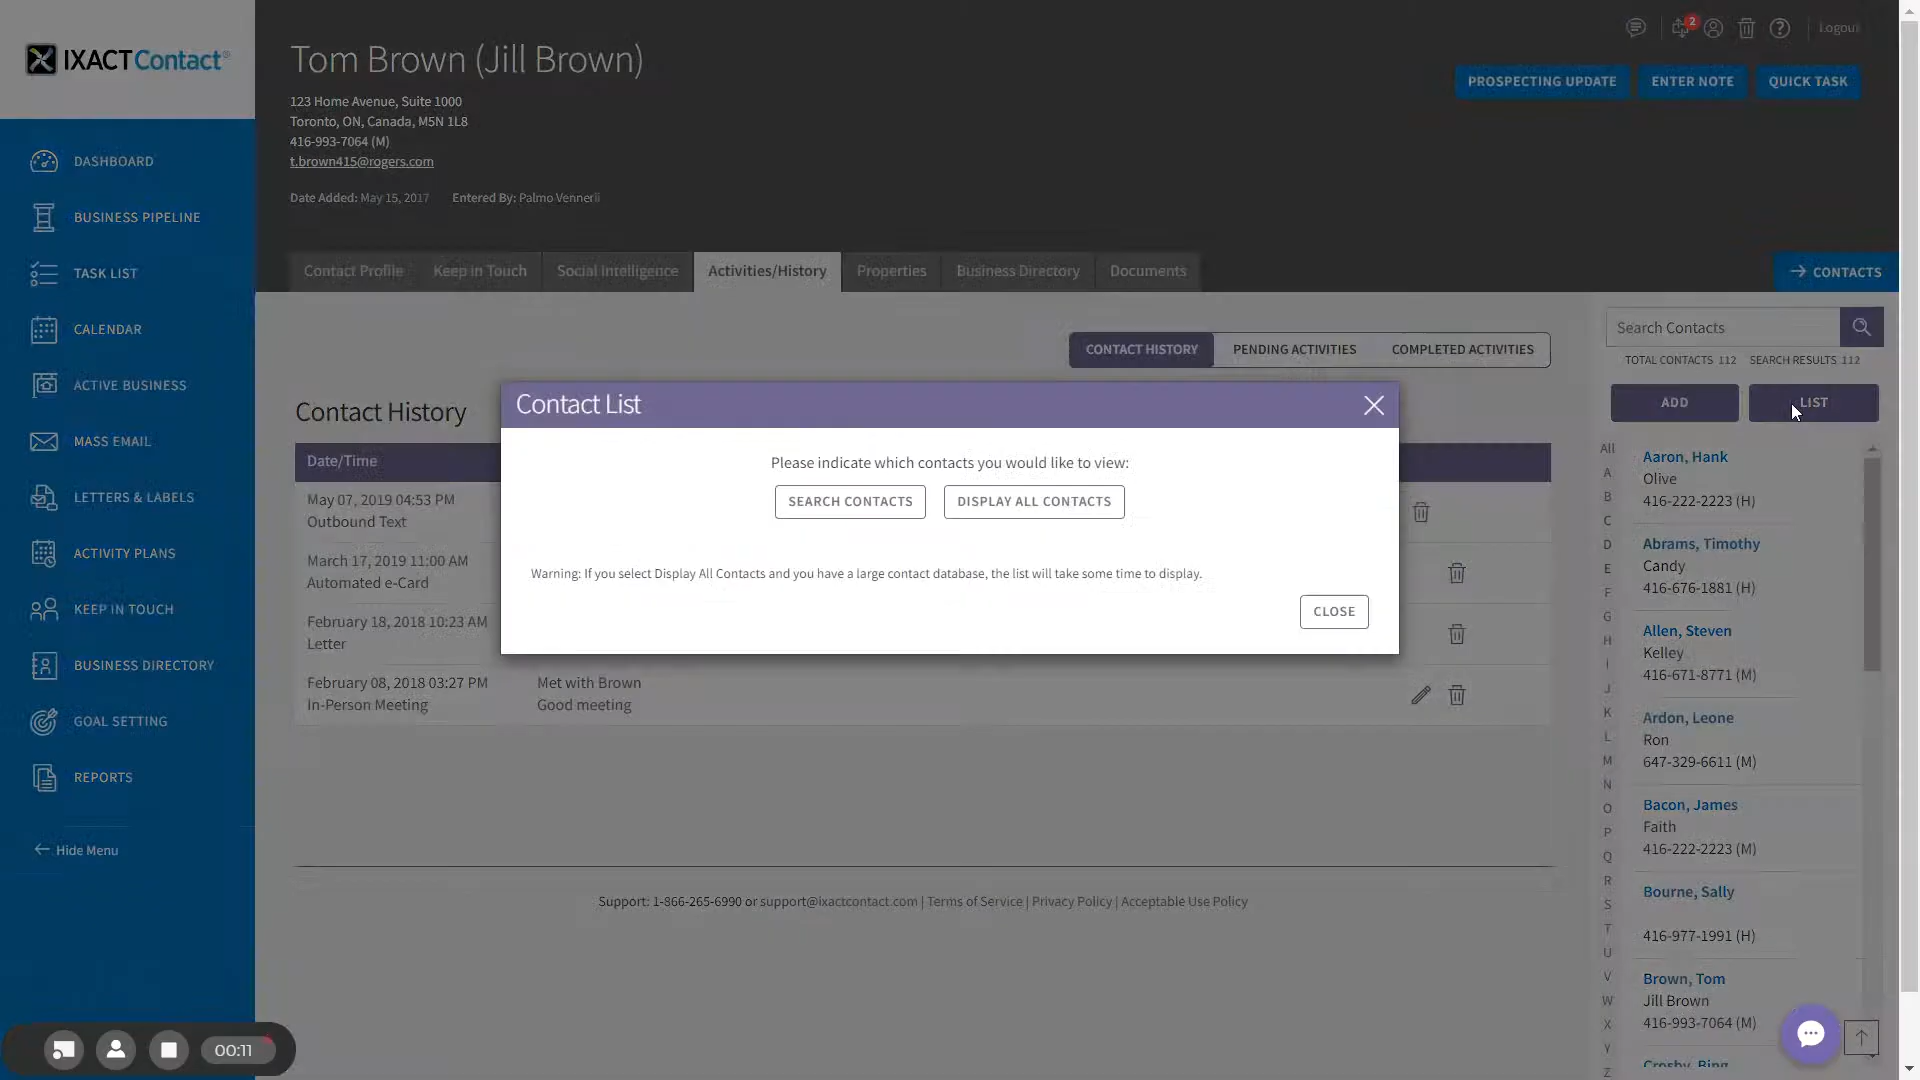 IXACTContact®
DASHBOARD
BUSINESS PIPELINE
TASK LIST
CALENDAR
ACTIVE BUSINESS
MASS EMAIL
LETTERS & LABELS
ACTIVITY PLANS
KEEP IN TOUCH
BUSINESS DIRECTORY
GOAL SETTING
REPORTS
Hide Menu
00:11
Tom Brown (Jill Brown)
123 Home Avenue, Suite 1000
Toronto, ON, Canada, M5N 1L8
416-993-7064 (M)
t.brown415@rogers.com
Date Added: May 15, 2017 Entered By: Palmo Vennerii
2
Logout
PROSPECTING UPDATE ENTER NOTE QUICK TASK
Contact Profile Keep In Touch Social Intelligence Activities/History Properties Business Directory Documents
CONTACTS
CONTACT HISTORY PENDING ACTIVITIES COMPLETED ACTIVITIES
Contact History
Date/Time
May 07, 2019 04:53 PM
Outbound Text
March 17, 2019 11:00 AM
Automated e-Card
February 18, 2018 10:23 AM
Letter
February 08, 2018 03:27 PM Met with Brown
In-Person Meeting Good meeting
Contact List
Please indicate which contacts you would like to view:
SEARCH CONTACTS DISPLAY ALL CONTACTS
Warning: If you select Display All Contacts and you have a large contact database, the list will take some time to display.
CLOSE
Support: 1-866-265-6990 or support@ixactcontact.com | Terms of Service | Privacy Policy | Acceptable Use Policy
Search Contacts
TOTAL CONTACTS 112 SEARCH RESULTS 112
ADD LIST
All
A
B
C
D
E
F
G
H
I
J
K
L
M
N
O
P
Q
R
S
T
U
V
W
X
Y
Z
Aaron, Hank
Olive
416-222-2223 (H)
Abrams, Timothy
Candy
416-676-1881 (H)
Allen, Steven
Kelley
416-671-8771 (M)
Ardon, Leone
Ron
647-329-6611 (M)
Bacon, James
Faith
416-222-2223 (M)
Bourne, Sally
416-977-1991 (H)
Brown, Tom
Jill Brown
416-993-7064 (M)
Crosby, Bing